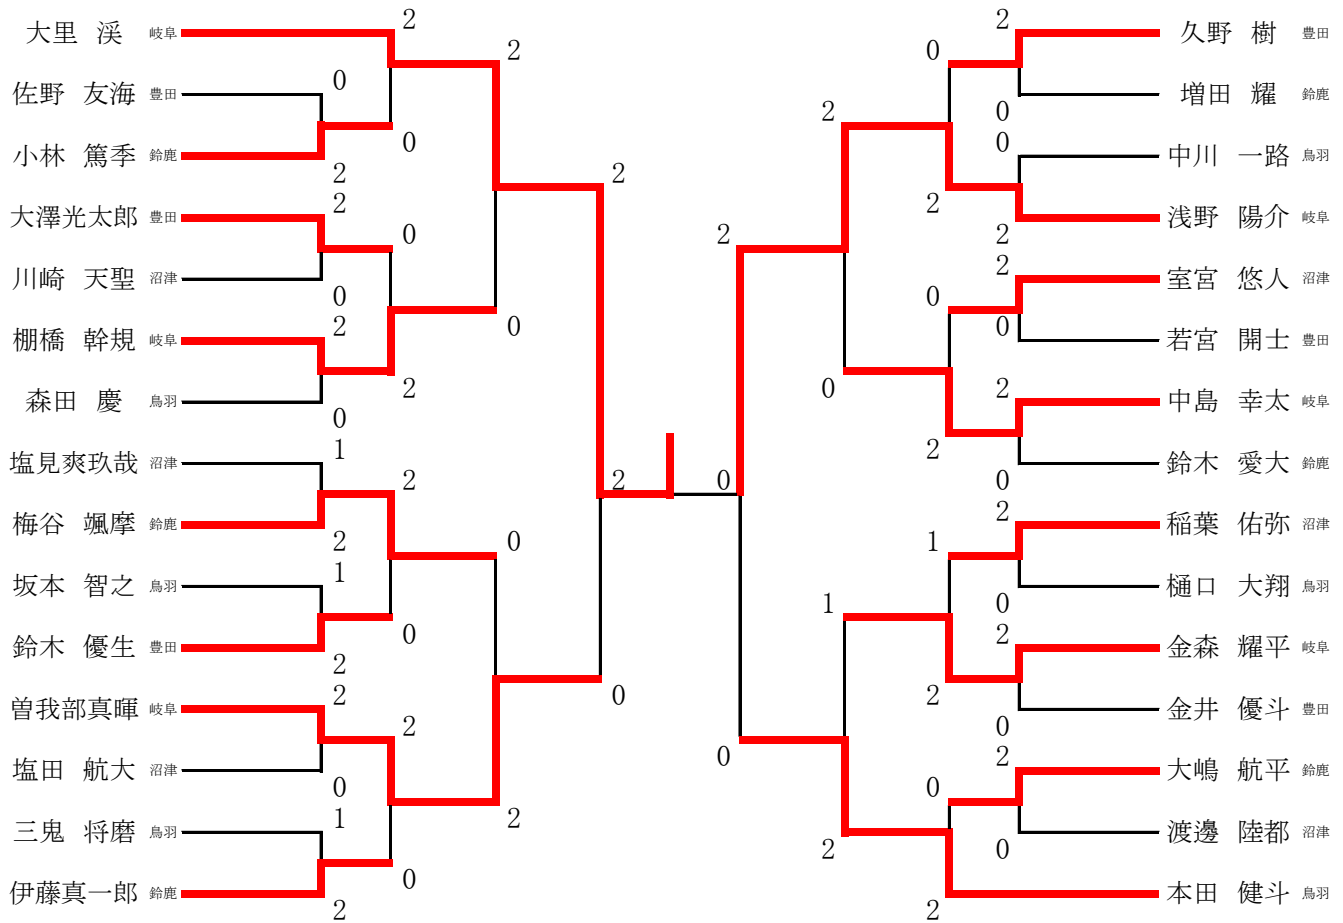 大里 渓 岐阜
佐野 友海 豊田
小林 篤季 鈴鹿
大澤光太郎 豊田
川崎 天聖 沼津
棚橋 幹規 岐阜
森田 慶 鳥羽
塩見爽玖哉 沼津
梅谷 颯摩 鈴鹿
坂本 智之 鳥羽
鈴木 優生 豊田
曽我部真暉 岐阜
塩田 航大 沼津
三鬼 将磨 鳥羽
伊藤真一郎 鈴鹿
2
0
0
2
2
0
0
2
2
0
1
2
2
1
0
2
2
2
0
1
0
2
2
0
0
2
2
0
2
0
0
2
2
0
1
2
0
2
0
2
1
2
0
2
2
0
0
2
2
0
2
0
2
0
2
0
2
0
久野 樹 豊田
増田 耀 鈴鹿
中川 一路 鳥羽
浅野 陽介 岐阜
室宮 悠人 沼津
若宮 開士 豊田
中島 幸太 岐阜
鈴木 愛大 鈴鹿
稲葉 佑弥 沼津
樋口 大翔 鳥羽
金森 耀平 岐阜
金井 優斗 豊田
大嶋 航平 鈴鹿
渡邊 陸都 沼津
本田 健斗 鳥羽